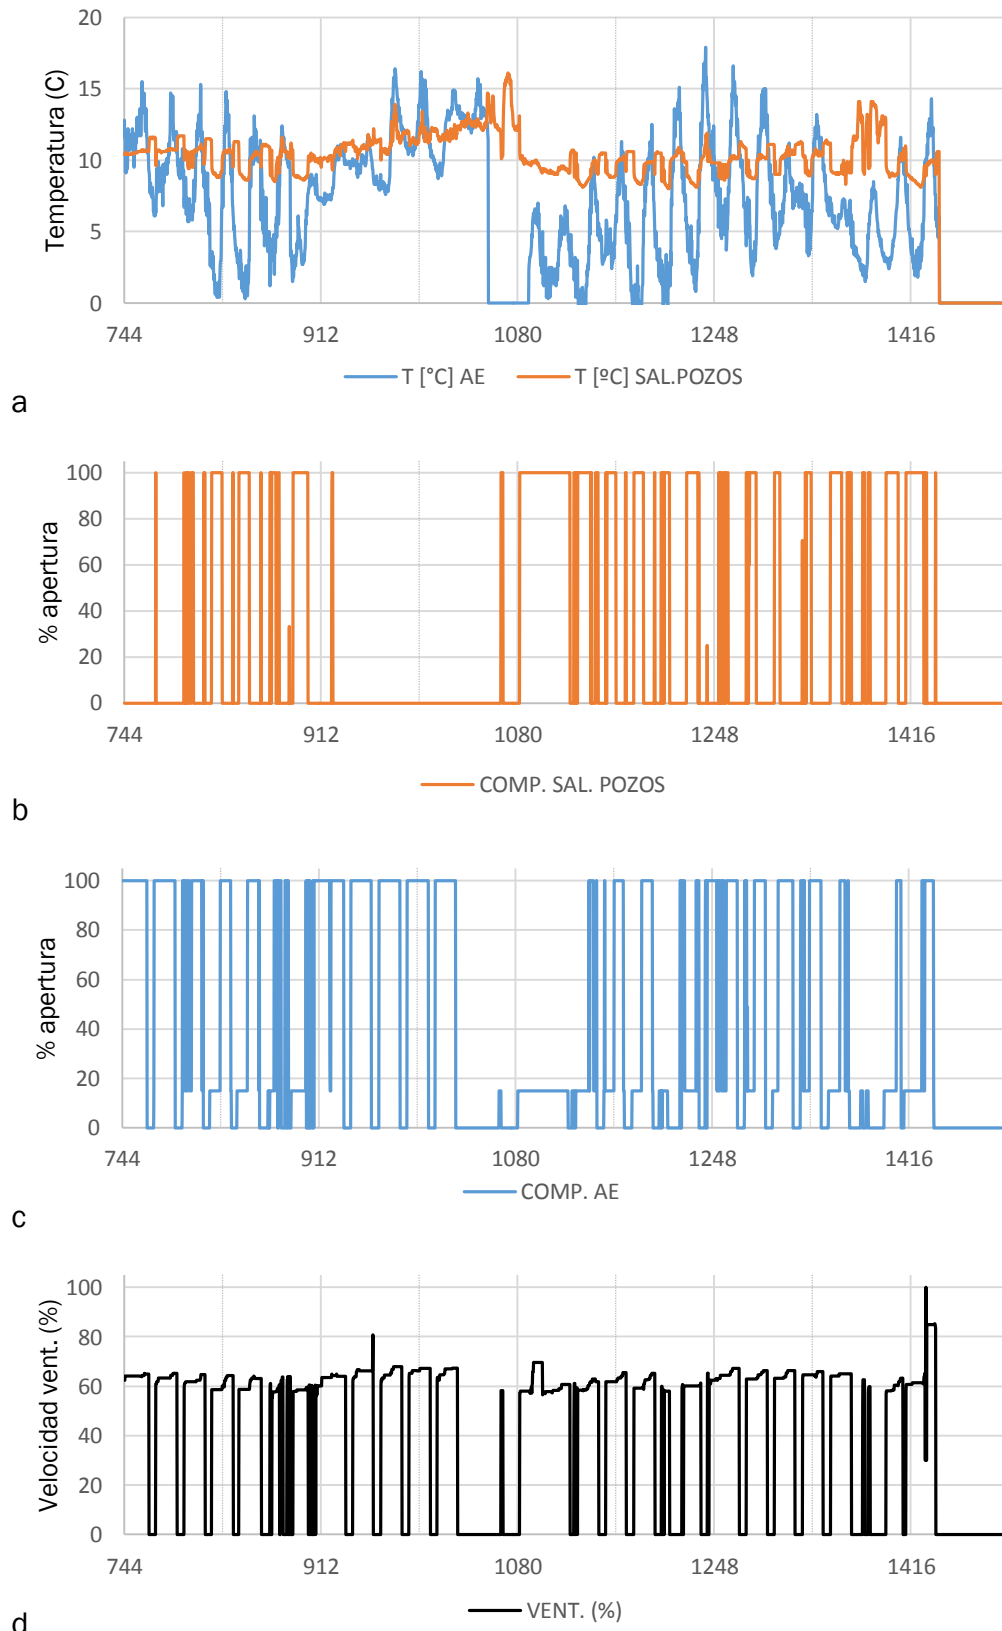 20
15
10
5
0
Temperatura (C)
744 912 1080 1248 1416
T [°C] AE T [ºC] SAL.POZOS
a
100
80
60
40
20
0
% apertura
744 912 1080 1248 1416
COMP. SAL. POZOS
b
100
80
60
40
20
0
% apertura
744 912 1080 1248 1416
COMP. AE
c
100
80
60
40
20
0
Velocidad vent. (%)
744 912 1080 1248 1416
VENT. (%)
d